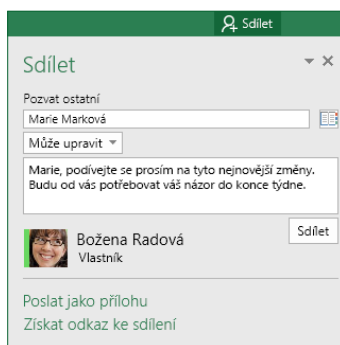 Sdílet
Sdílet
Pozvat ostatní
Marie Marková
Může upravit
Marie, podívejte se prosím na tyto nejnovější změny.
Budu od vás potřebovat váš názor do konce týdne.
Sdílet
Božena Radová
Vlastník
Poslat jako přílohu
Získat odkaz ke sdílení